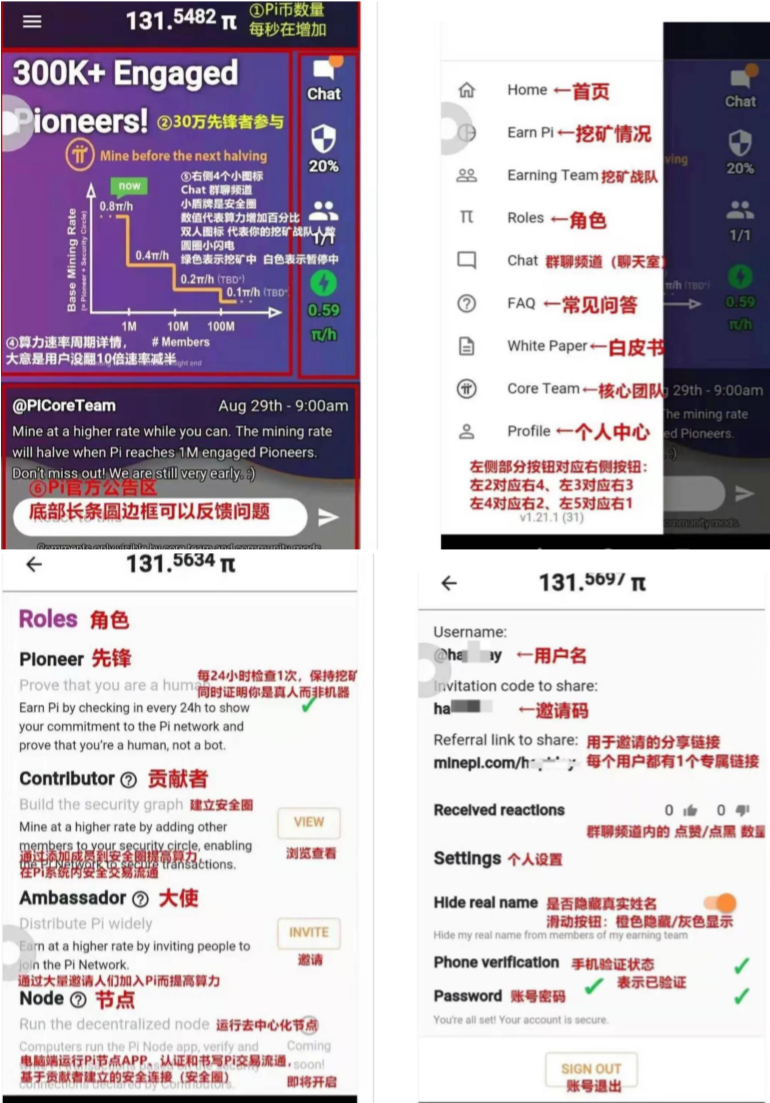 131.5482 π
①Pi币数量
每秒在增加
300K+ Engaged
Pioneers!
②30万先锋者参与
Mine before the next halving
now
0.8π/h
0.4π/h
0.2π/h (TBD*)
0.1π/h (TBD*)
Base Mining Rate
(= Pioneer + Security Circle)
1M 10M 100M
# Members
⑤右侧4个小图标
Chat 群聊频道
小盾牌是安全圈
数值代表算力增加百分比
双人图标 代表你的挖矿战队人数
圆圈小闪电
绿色表示挖矿中 白色表示暂停中
④算力速率周期详情，
大意是用户没翻10倍速率减半
Chat
20%
1/1
0.59
π/h
@PiCoreTeam Aug 29th - 9:00am
Mine at a higher rate while you can. The mining rate
will halve when Pi reaches 1M engaged Pioneers.
Don't miss out! We are still very early. :)
⑥Pi官方公告区
底部长条圆边框可以反馈问题
Comments only visible by core team and community mods
Home ←首页
Earn Pi ←挖矿情况
Earning Team 挖矿战队
Roles ←角色
Chat 群聊频道（聊天室）
FAQ ←常见问答
White Paper ←白皮书
Core Team ←核心团队
Profile ←个人中心
左侧部分按钮对应右侧按钮：
左2对应右4、左3对应右3
左4对应右2、左5对应右1
v1.21.1 (31)
Chat
20%
1/1
0.59
π/h
ving
π/h (TBD*)
29th - 9:00am
he mining rate
ed Pioneers.
131.5634 π
Roles 角色
Pioneer 先锋
Prove that you are a human
每24小时检查1次，保持挖矿
同时证明你是真人而非机器
Earn Pi by checking in every 24h to show
your commitment to the Pi network and
prove that you're a human, not a bot.
Contributor 贡献者
Build the security graph 建立安全圈
Mine at a higher rate by adding other
members to your security circle, enabling
the Pi Network to secure transactions.
通过添加成员到安全圈提高算力，
在Pi系统内安全交易流通
VIEW
浏览查看
Ambassador 大使
Distribute Pi widely
Earn at a higher rate by inviting people to
join the Pi Network.
通过大量邀请人们加入Pi而提高算力
INVITE
邀请
Node 节点
Run the decentralized node 运行去中心化节点
Computers run the Pi Node app, verify and
电脑端运行Pi节点APP，认证和书写Pi交易流通，
基于贡献者建立的安全连接（安全圈）
connections declared by Contributors.
Coming
soon!
即将开启
131.5697 π
Username:
@ha ay ←用户名
Invitation code to share:
ha ←邀请码
Referral link to share: 用于邀请的分享链接
minepi.com/ha 每个用户都有1个专属链接
Received reactions 0 0
群聊频道内的 点赞/点黑 数量
Settings 个人设置
Hide real name 是否隐藏真实姓名
滑动按钮：橙色隐藏/灰色显示
Hide my real name from members of my earning team
Phone verification 手机验证状态
表示已验证
Password 账号密码
You're all set! Your account is secure.
SIGN OUT
账号退出